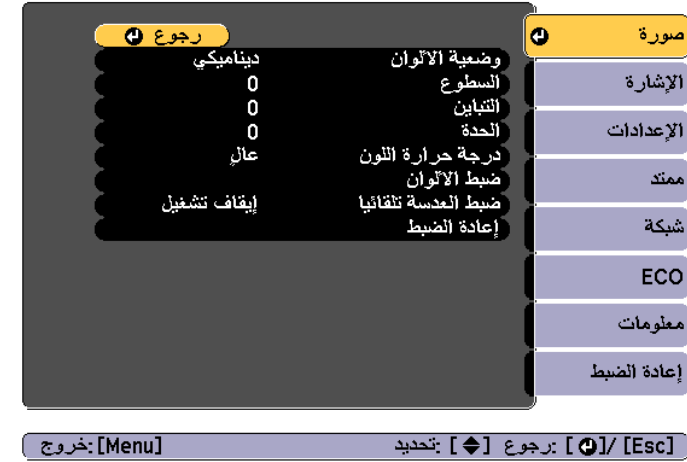 صورة
الإشارة
الإعدادات
ممتد
شبكة
ECO
معلومات
إعادة الضبط
رجوع
وضعية الألوان ديناميكي
السطوع 0
التباين 0
الحدة 0
درجة حرارة اللون عالٍ
ضبط الألوان
ضبط العدسة تلقائيا إيقاف تشغيل
إعادة الضبط
[Esc] /[ ] :رجوع [ ] :تحديد [Menu] :خروج